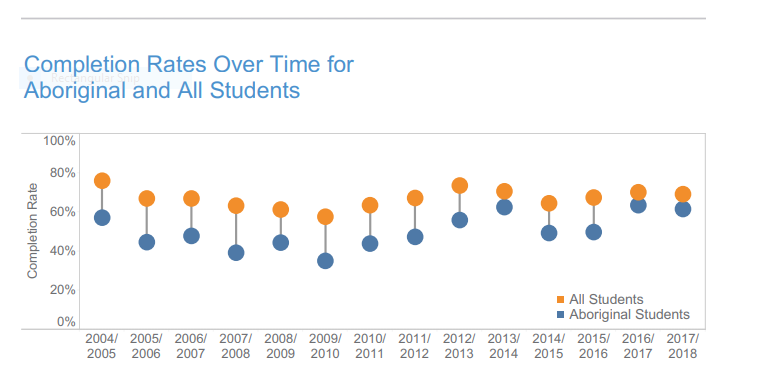 Completion Rates Over Time for
Rectangular Snip
Aboriginal and All Students
100%
80%
60%
40%
20%
0%
Completion Rate
All Students
Aboriginal Students
2004/ 2005/ 2006/ 2007/ 2008/ 2009/ 2010/ 2011/ 2012/ 2013/ 2014/ 2015/ 2016/ 2017/
2005 2006 2007 2008 2009 2010 2011 2012 2013 2014 2015 2016 2017 2018